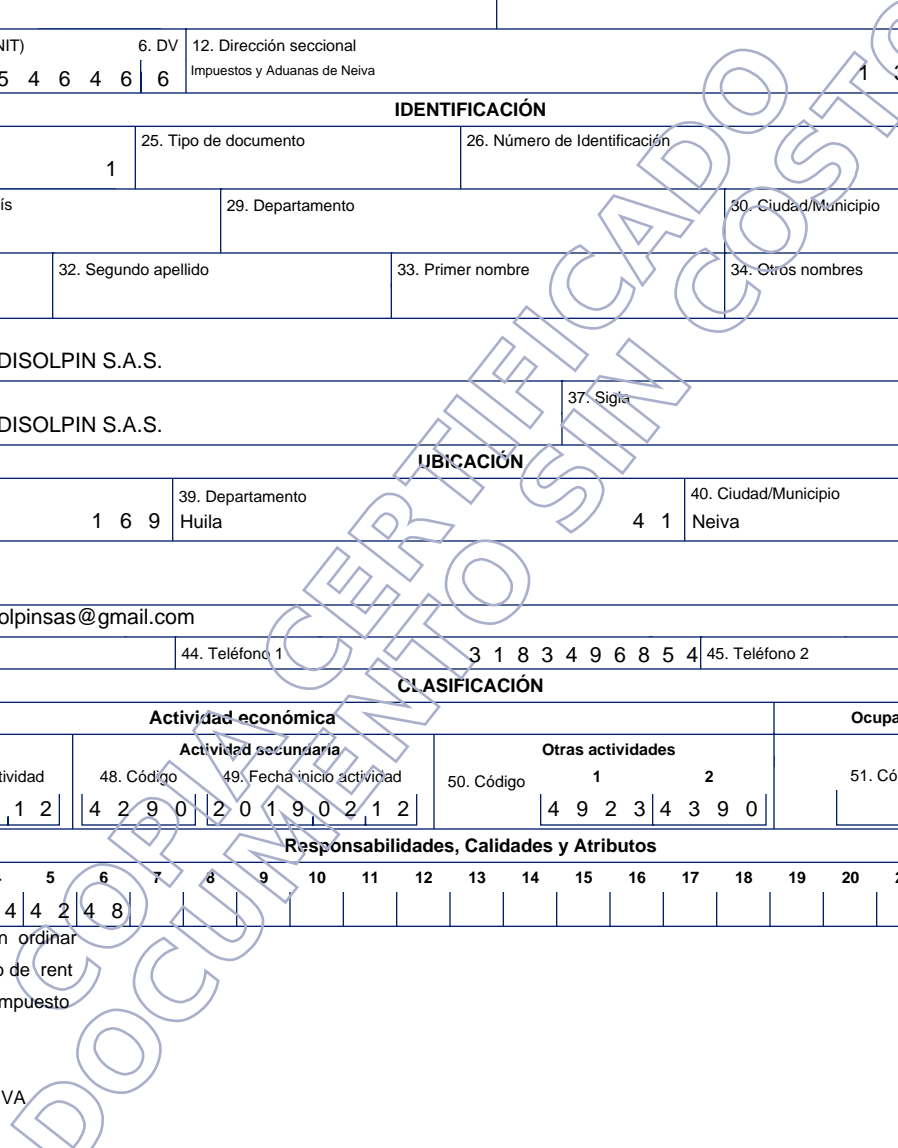 NIT) 6. DV 12. Dirección seccional
5 4 6 4 6 6 Impuestos y Aduanas de Neiva 1 3
IDENTIFICACIÓN
25. Tipo de documento 26. Número de Identificación
1
ís 29. Departamento 30. Ciudad/Municipio
32. Segundo apellido 33. Primer nombre 34. Otros nombres
DISOLPIN S.A.S.
37. Sigla
DISOLPIN S.A.S.
UBICACIÓN
39. Departamento 40. Ciudad/Municipio
1 6 9 Huila 4 1 Neiva
olpinsas@gmail.com
44. Teléfono 1 3 1 8 3 4 9 6 8 5 4 45. Teléfono 2
CLASIFICACIÓN
Actividad económica Ocupa
Actividad secundaria Otras actividades
tividad 48. Código 49. Fecha inicio actividad 50. Código 1 2 51. Có
1 2 4 2 9 0 2 0 1 9 0 2 1 2 4 9 2 3 4 3 9 0
Responsabilidades, Calidades y Atributos
5 6 7 8 9 10 11 12 13 14 15 16 17 18 19 20 2
4 4 2 4 8
n ordinar
o de rent
mpuesto
VA
COPIA CERTIFICADO
DOCUMENTO SIN COSTO